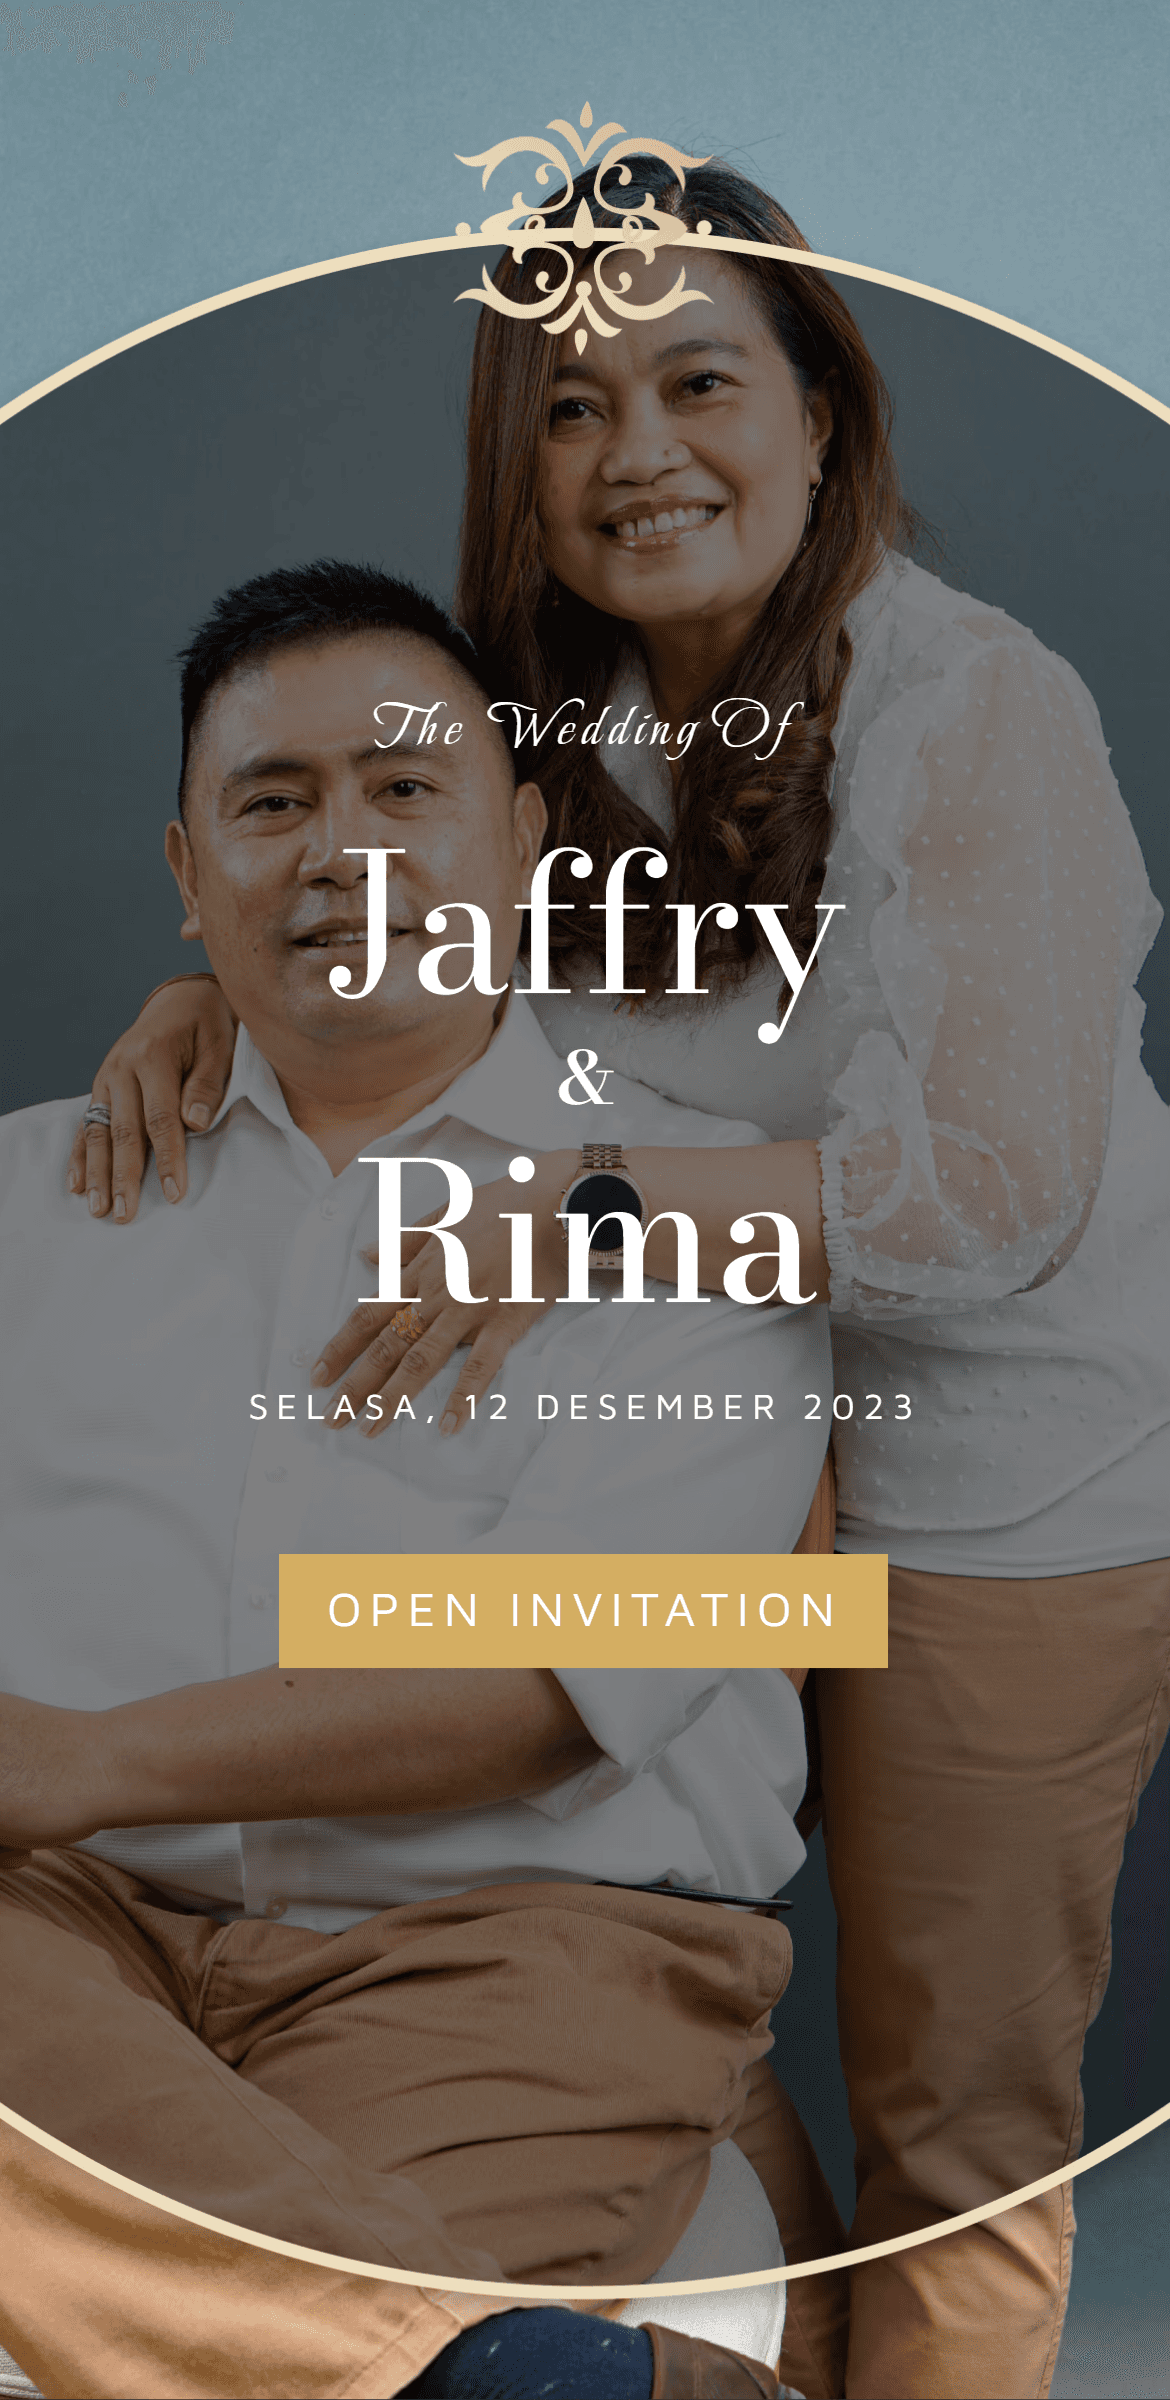 The Wedding Of
Jaffry
&
Rima
SELASA, 12 DESEMBER 2023
OPEN INVITATION